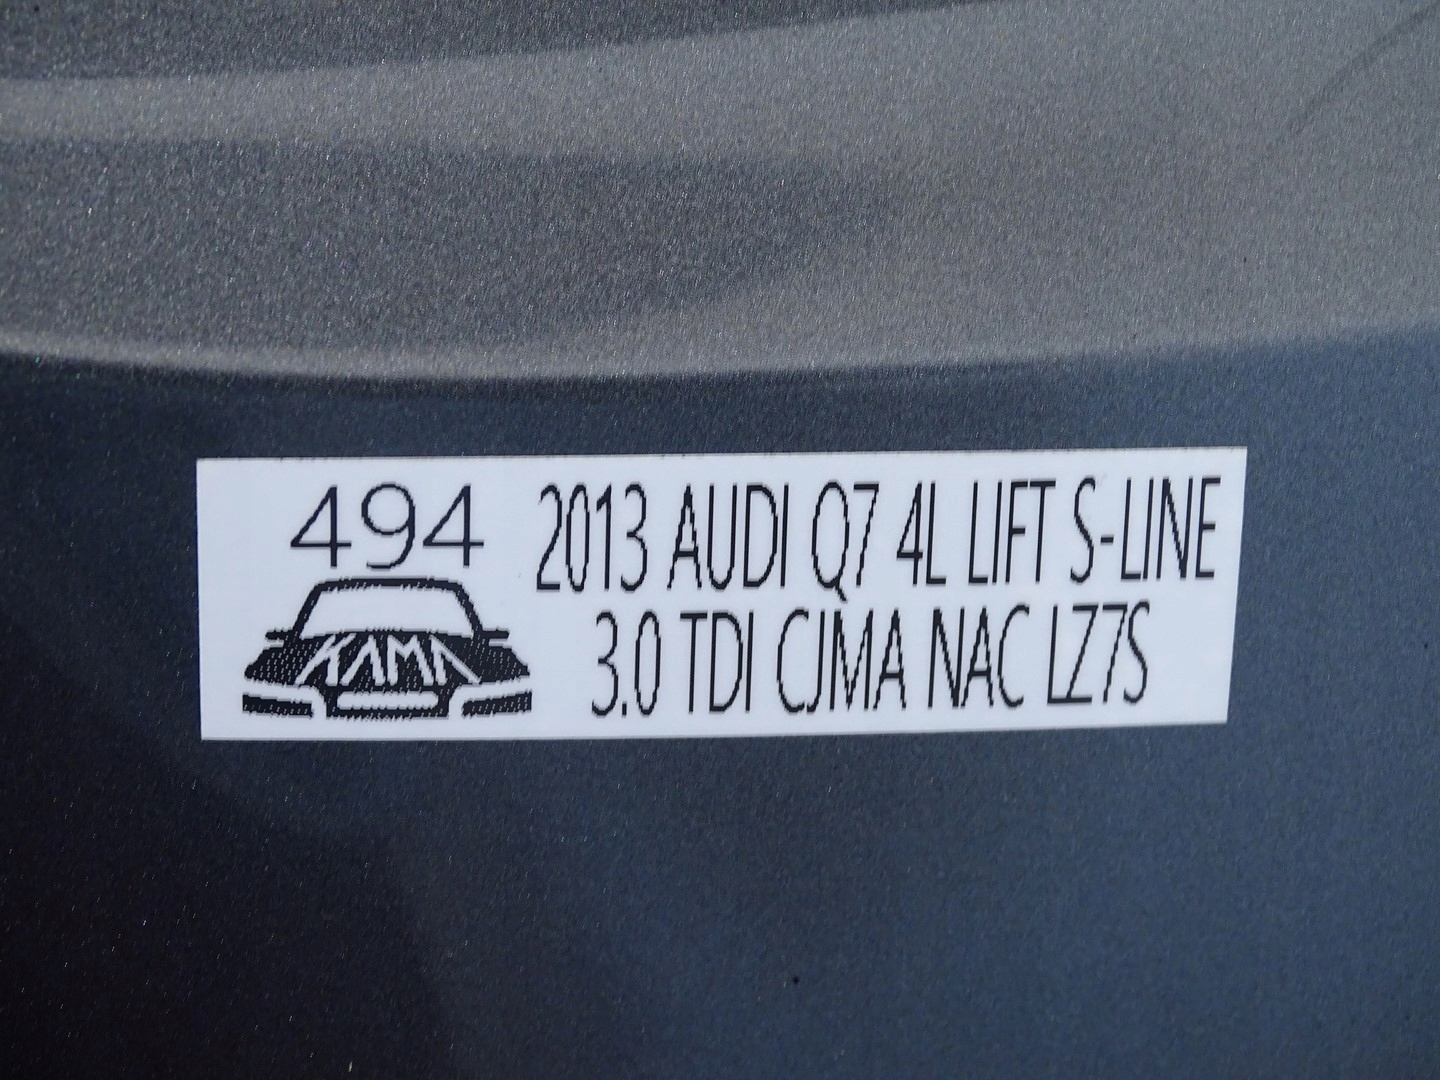 494
KAMA
2013 AUDI Q7 4L LIFT S-LINE
3.0 TDI CJMA NAC LZ7S